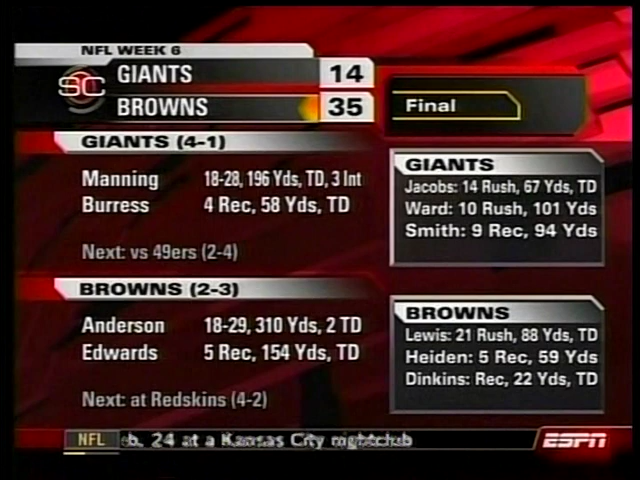 NFL WEEK 6
SC
GIANTS 14
BROWNS 35
Final
GIANTS (4-1)
Manning 18-28, 196 Yds, TD, 3 Int
Burress 4 Rec, 58 Yds, TD
Next: vs 49ers (2-4)
GIANTS
Jacobs: 14 Rush, 67 Yds, TD
Ward: 10 Rush, 101 Yds
Smith: 9 Rec, 94 Yds
BROWNS (2-3)
Anderson 18-29, 310 Yds, 2 TD
Edwards 5 Rec, 154 Yds, TD
Next: at Redskins (4-2)
BROWNS
Lewis: 21 Rush, 88 Yds, TD
Heiden: 5 Rec, 59 Yds
Dinkins: Rec, 22 Yds, TD
NFL b. 24 at a Kansas City nightclub
ESPN